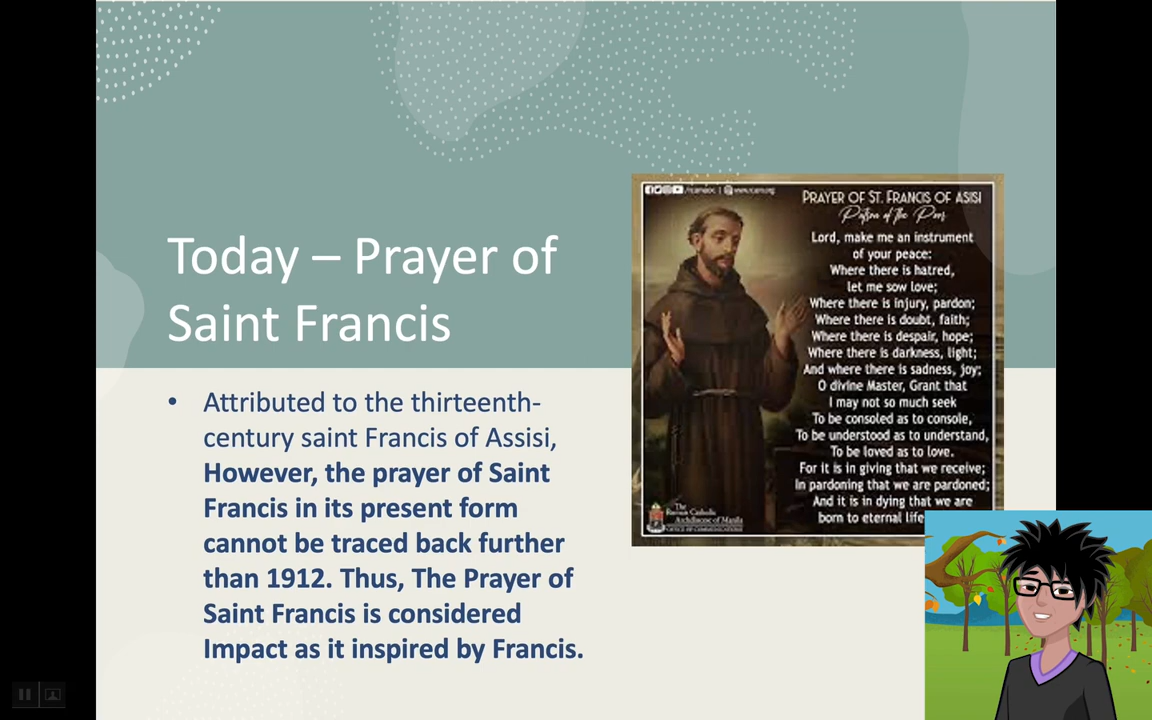 Today – Prayer of
Saint Francis
• Attributed to the thirteenth-
century saint Francis of Assisi,
However, the prayer of Saint
Francis in its present form
cannot be traced back further
than 1912. Thus, The Prayer of
Saint Francis is considered
Impact as it inspired by Francis.
PRAYER OF ST. FRANCIS OF ASISI
Patron of the Poor
Lord, make me an instrument
of your peace:
Where there is hatred,
let me sow love;
Where there is injury, pardon;
Where there is doubt, faith;
Where there is despair, hope;
Where there is darkness, light;
And where there is sadness, joy;
O divine Master, Grant that
I may not so much seek
To be consoled as to console,
To be understood as to understand,
To be loved as to love.
For it is in giving that we receive;
In pardoning that we are pardoned;
And it is in dying that we are
born to eternal life
The
Roman Catholic
Archdiocese of Manila